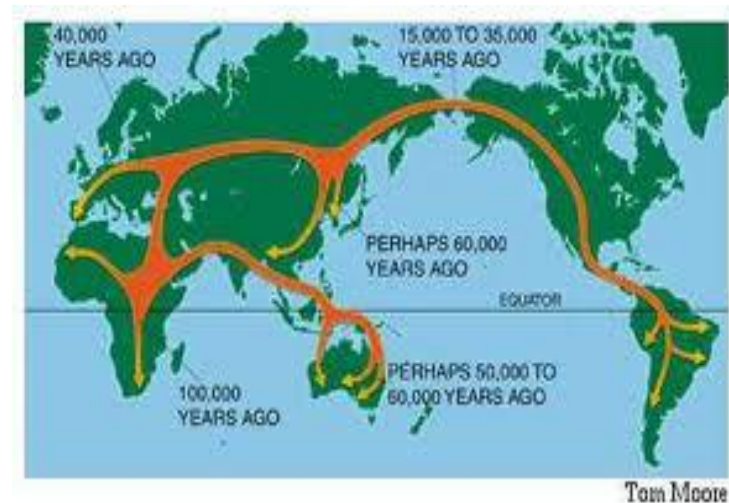 40,000
YEARS AGO
15,000 TO 35,000
YEARS AGO
PERHAPS 60,000
YEARS AGO
EQUATOR
100,000
YEARS AGO
PERHAPS 50,000 TO
60,000 YEARS AGO
Tom Moore